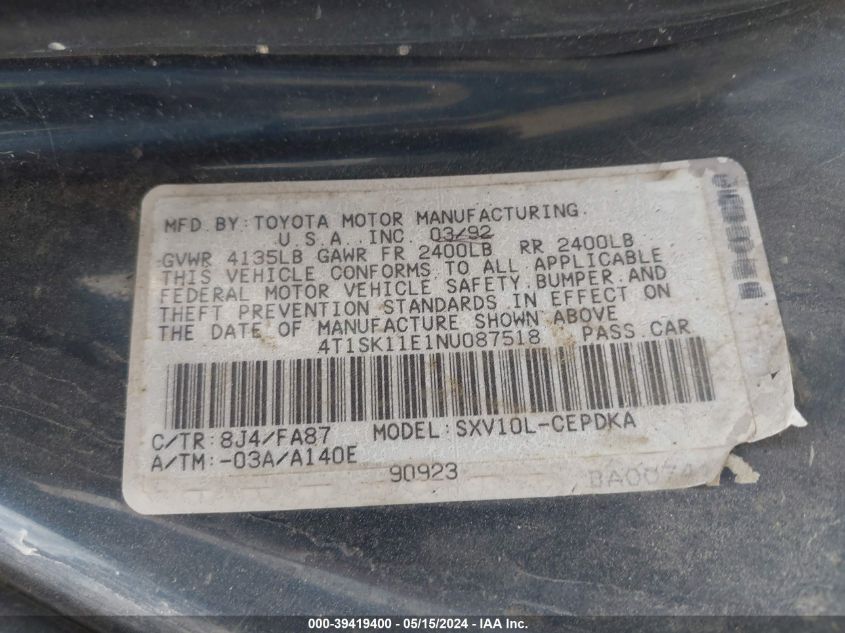 MFD. BY: TOYOTA MOTOR MANUFACTURING.
U.S.A., INC. 03/92
GVWR 4135LB GAWR FR 2400LB RR 2400LB
THIS VEHICLE CONFORMS TO ALL APPLICABLE
FEDERAL MOTOR VEHICLE SAFETY, BUMPER, AND
THEFT PREVENTION STANDARDS IN EFFECT ON
THE DATE OF MANUFACTURE SHOWN ABOVE
4T1SK11E1NU087518 PASS CAR
C/TR: 8J4/FA87 MODEL: SXV10L-CEPDKA
A/TM: -03A/A140E
90923
000-39419400 - 05/15/2024 - IAA Inc.